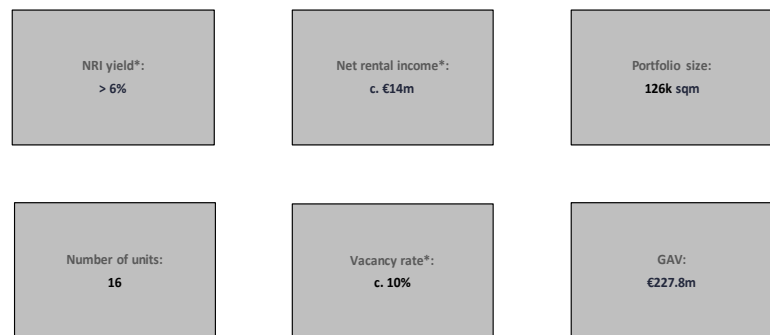 NRI yield*:
> 6%
Net rental income*:
c. €14m
Portfolio size:
126k sqm
Number of units:
16
Vacancy rate*:
c. 10%
GAV:
€227.8m